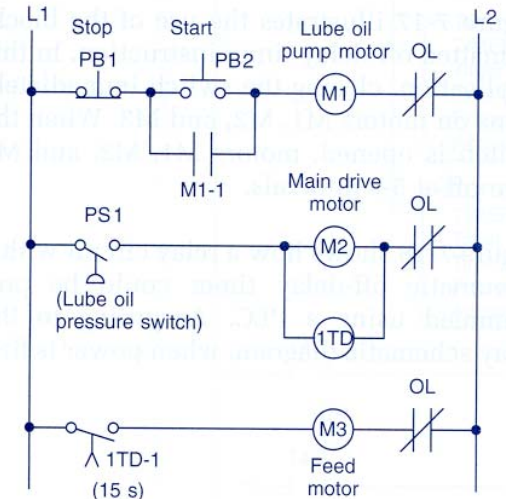 L1
Stop
PB1
Start
PB2
Lube oil
pump motor
OL
L2
M1
M1-1
Main drive
motor
OL
PS1
M2
(Lube oil
pressure switch)
1TD
OL
M3
1TD-1
(15 s)
Feed
motor